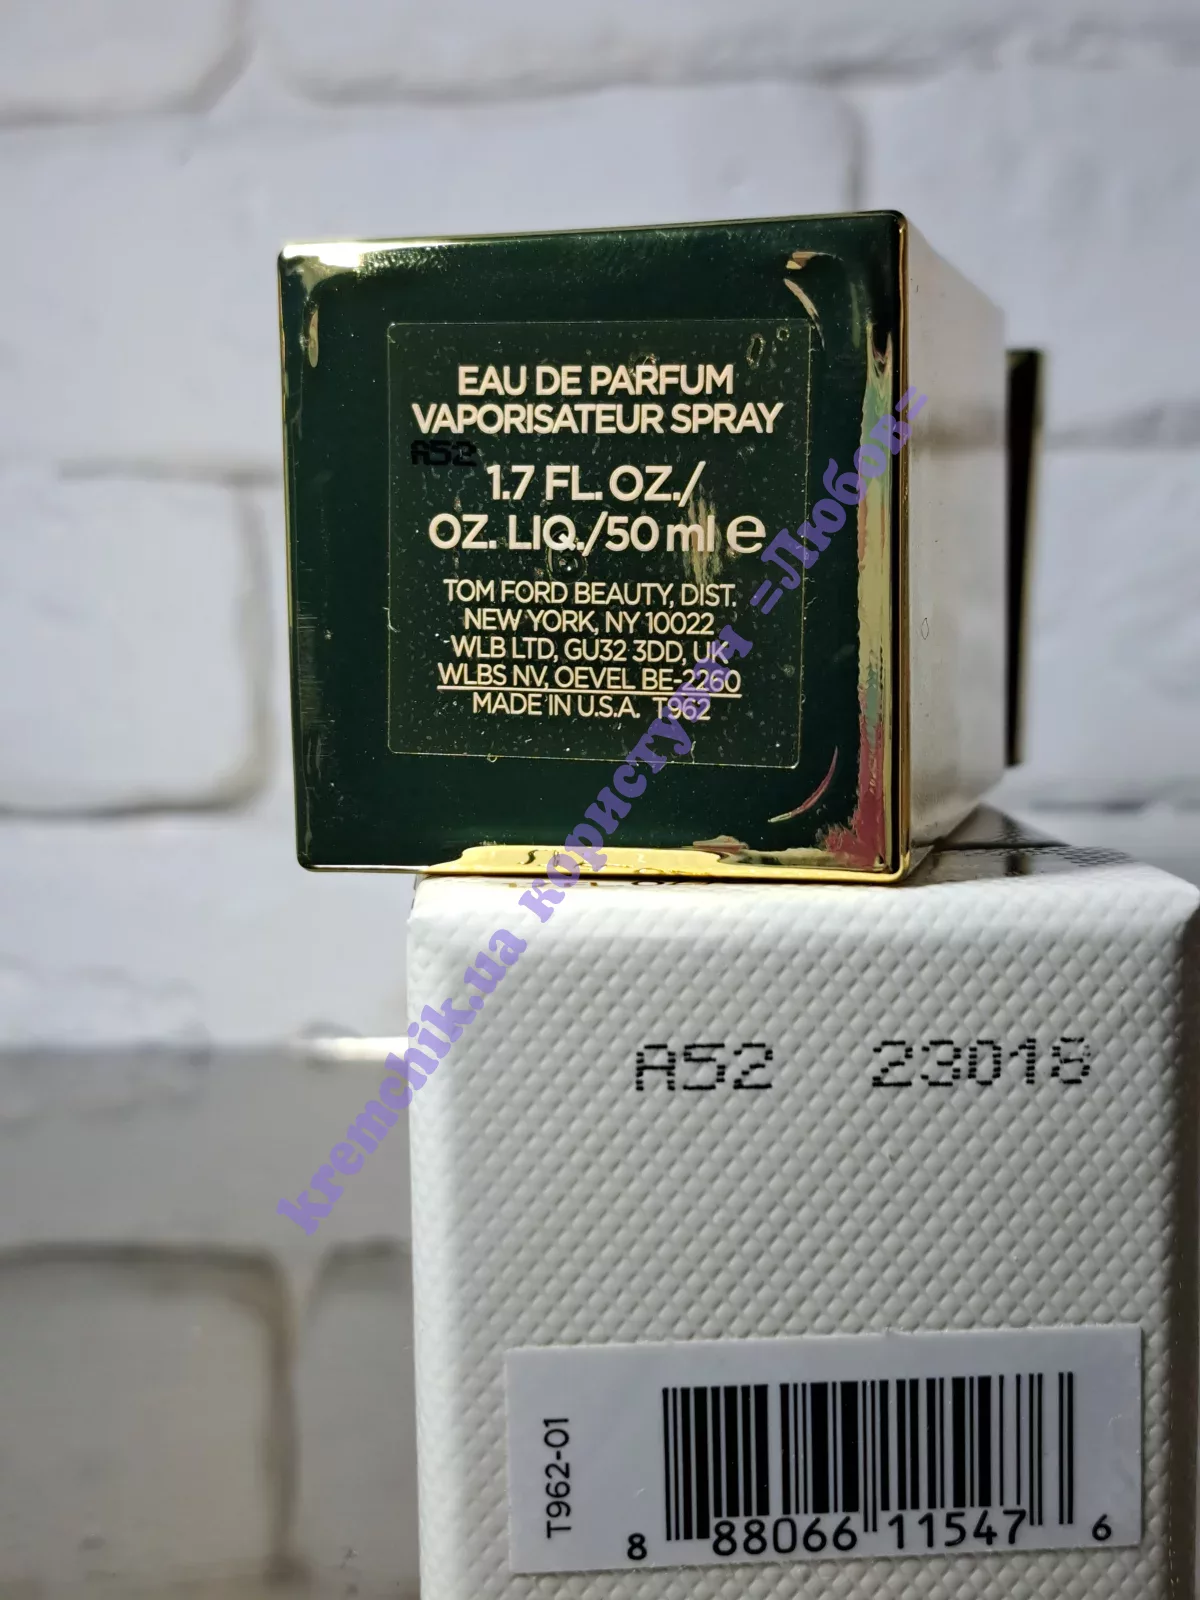 EAU DE PARFUM
VAPORISATEUR SPRAY
A52
1.7 FL. OZ./
OZ. LIQ./50 ml e
TOM FORD BEAUTY, DIST.
NEW YORK, NY 10022
WLB LTD, GU32 3DD, UK
WLBS NV, OEVEL BE-2260
MADE IN U.S.A. T962
kremchik.ua користувач =Любов=
A52 23018
T962-01
8 88066 11547 6